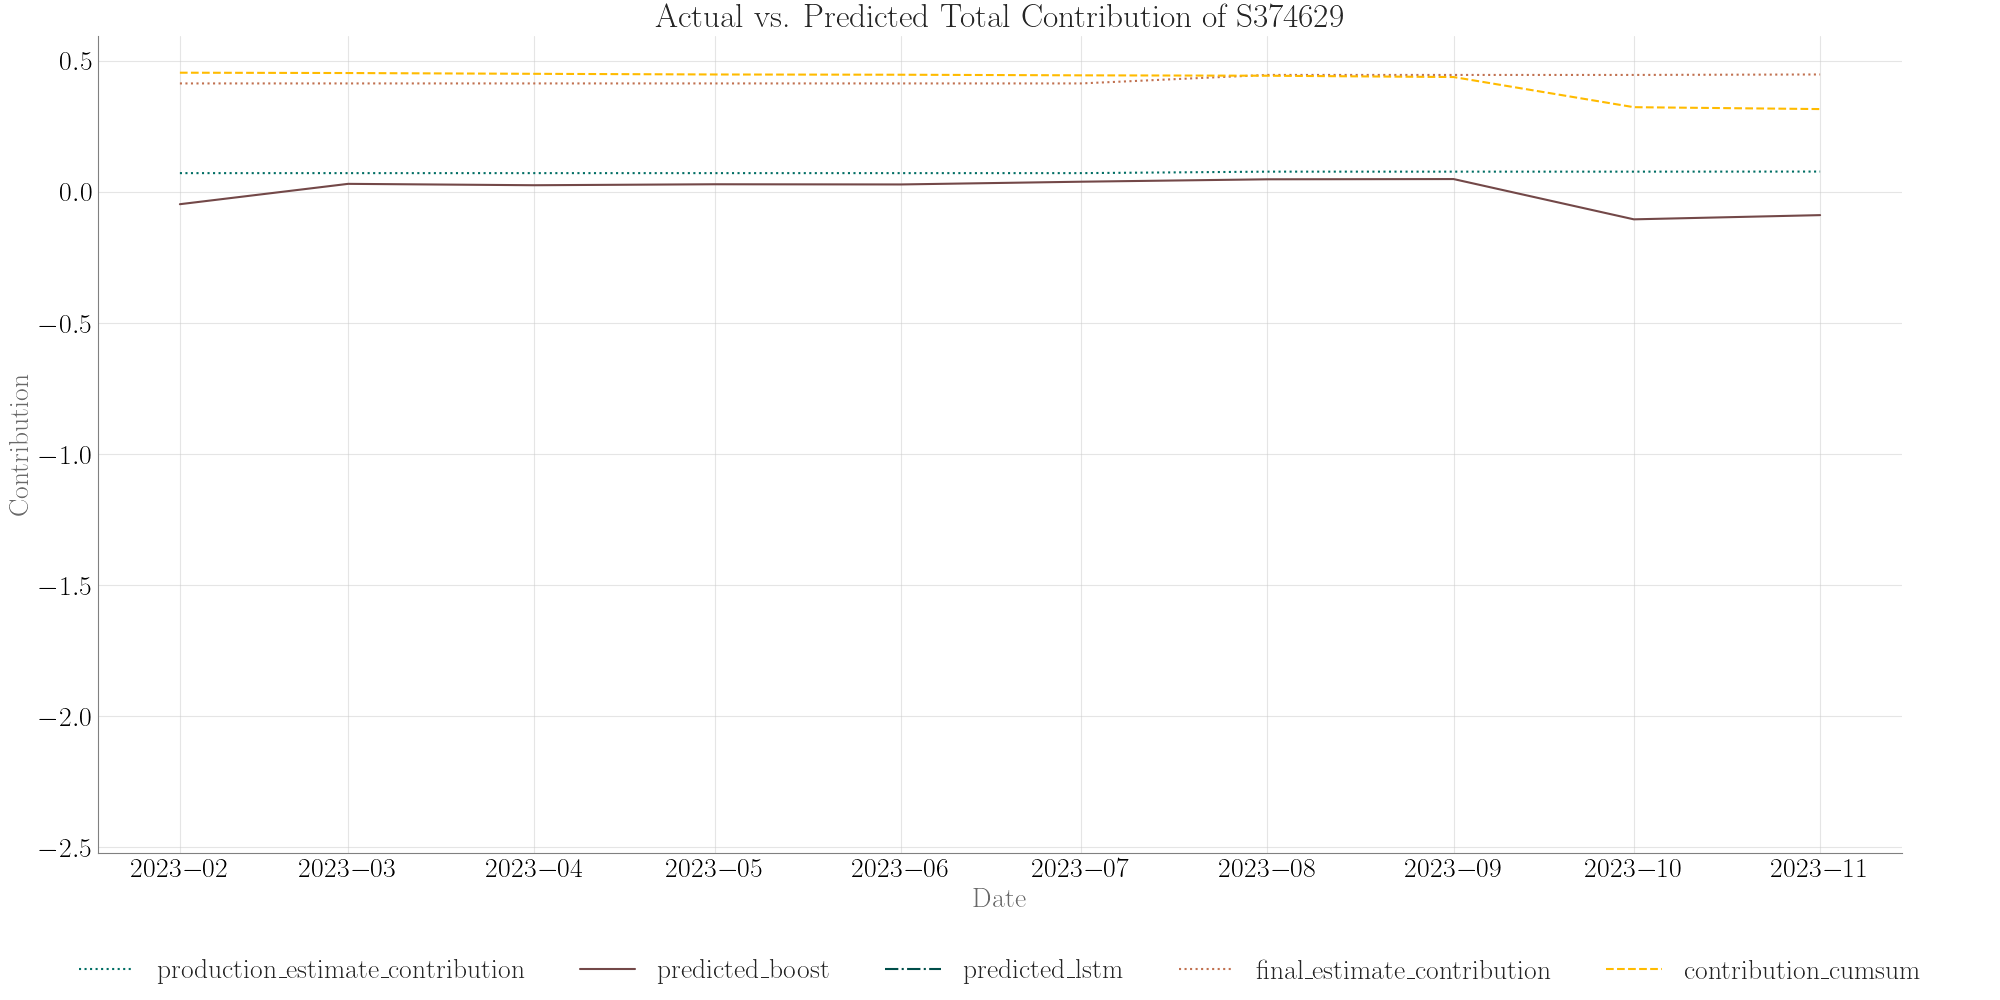 Actual vs. Predicted Total Contribution of S374629
0.5
0.0
−0.5
−1.0
−1.5
−2.0
−2.5
Contribution
2023−02 2023−03 2023−04 2023−05 2023−06 2023−07 2023−08 2023−09 2023−10 2023−11
Date
production_estimate_contribution predicted_boost predicted_lstm final_estimate_contribution contribution_cumsum